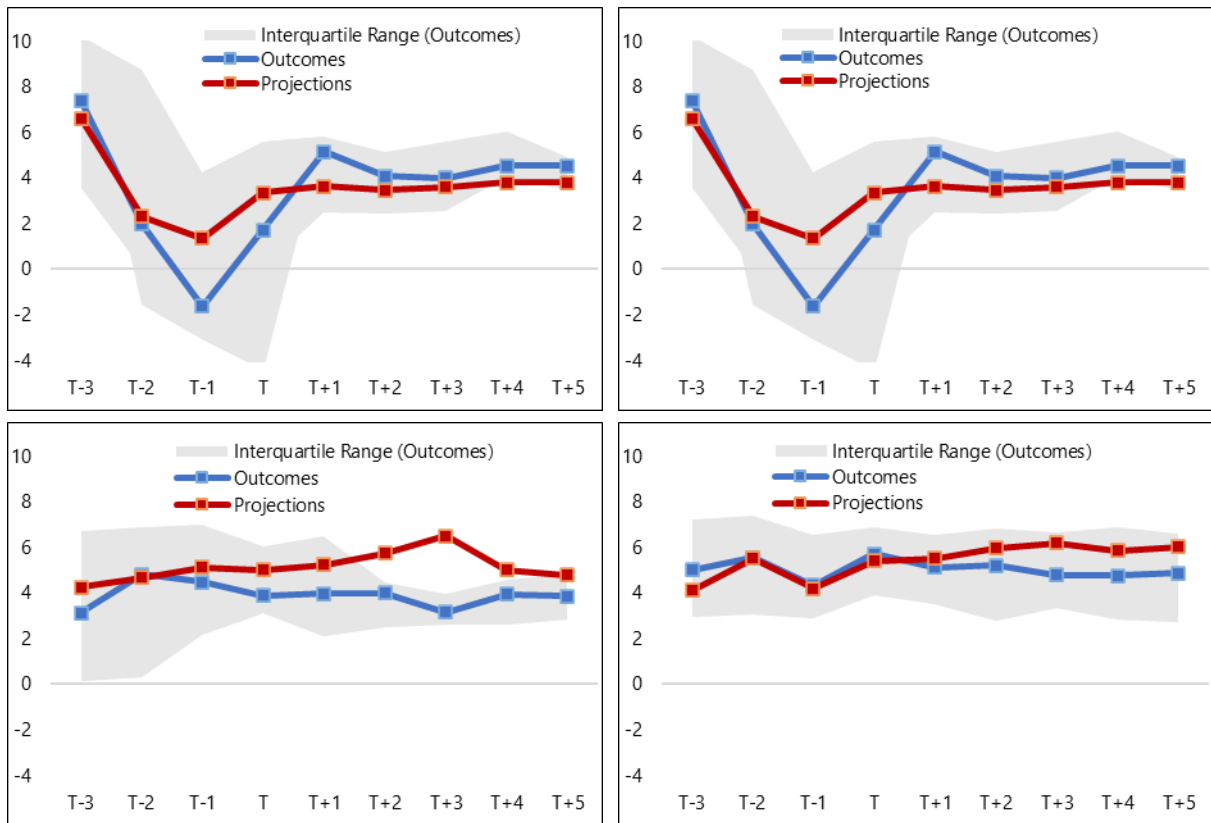 Interquartile Range (Outcomes)
Outcomes
Projections
10
8
6
4
2
0
-2
-4
T-3 T-2 T-1 T T+1 T+2 T+3 T+4 T+5
Interquartile Range (Outcomes)
Outcomes
Projections
10
8
6
4
2
0
-2
-4
T-3 T-2 T-1 T T+1 T+2 T+3 T+4 T+5
Interquartile Range (Outcomes)
Outcomes
Projections
10
8
6
4
2
0
-2
-4
T-3 T-2 T-1 T T+1 T+2 T+3 T+4 T+5
Interquartile Range (Outcomes)
Outcomes
Projections
10
8
6
4
2
0
-2
-4
T-3 T-2 T-1 T T+1 T+2 T+3 T+4 T+5